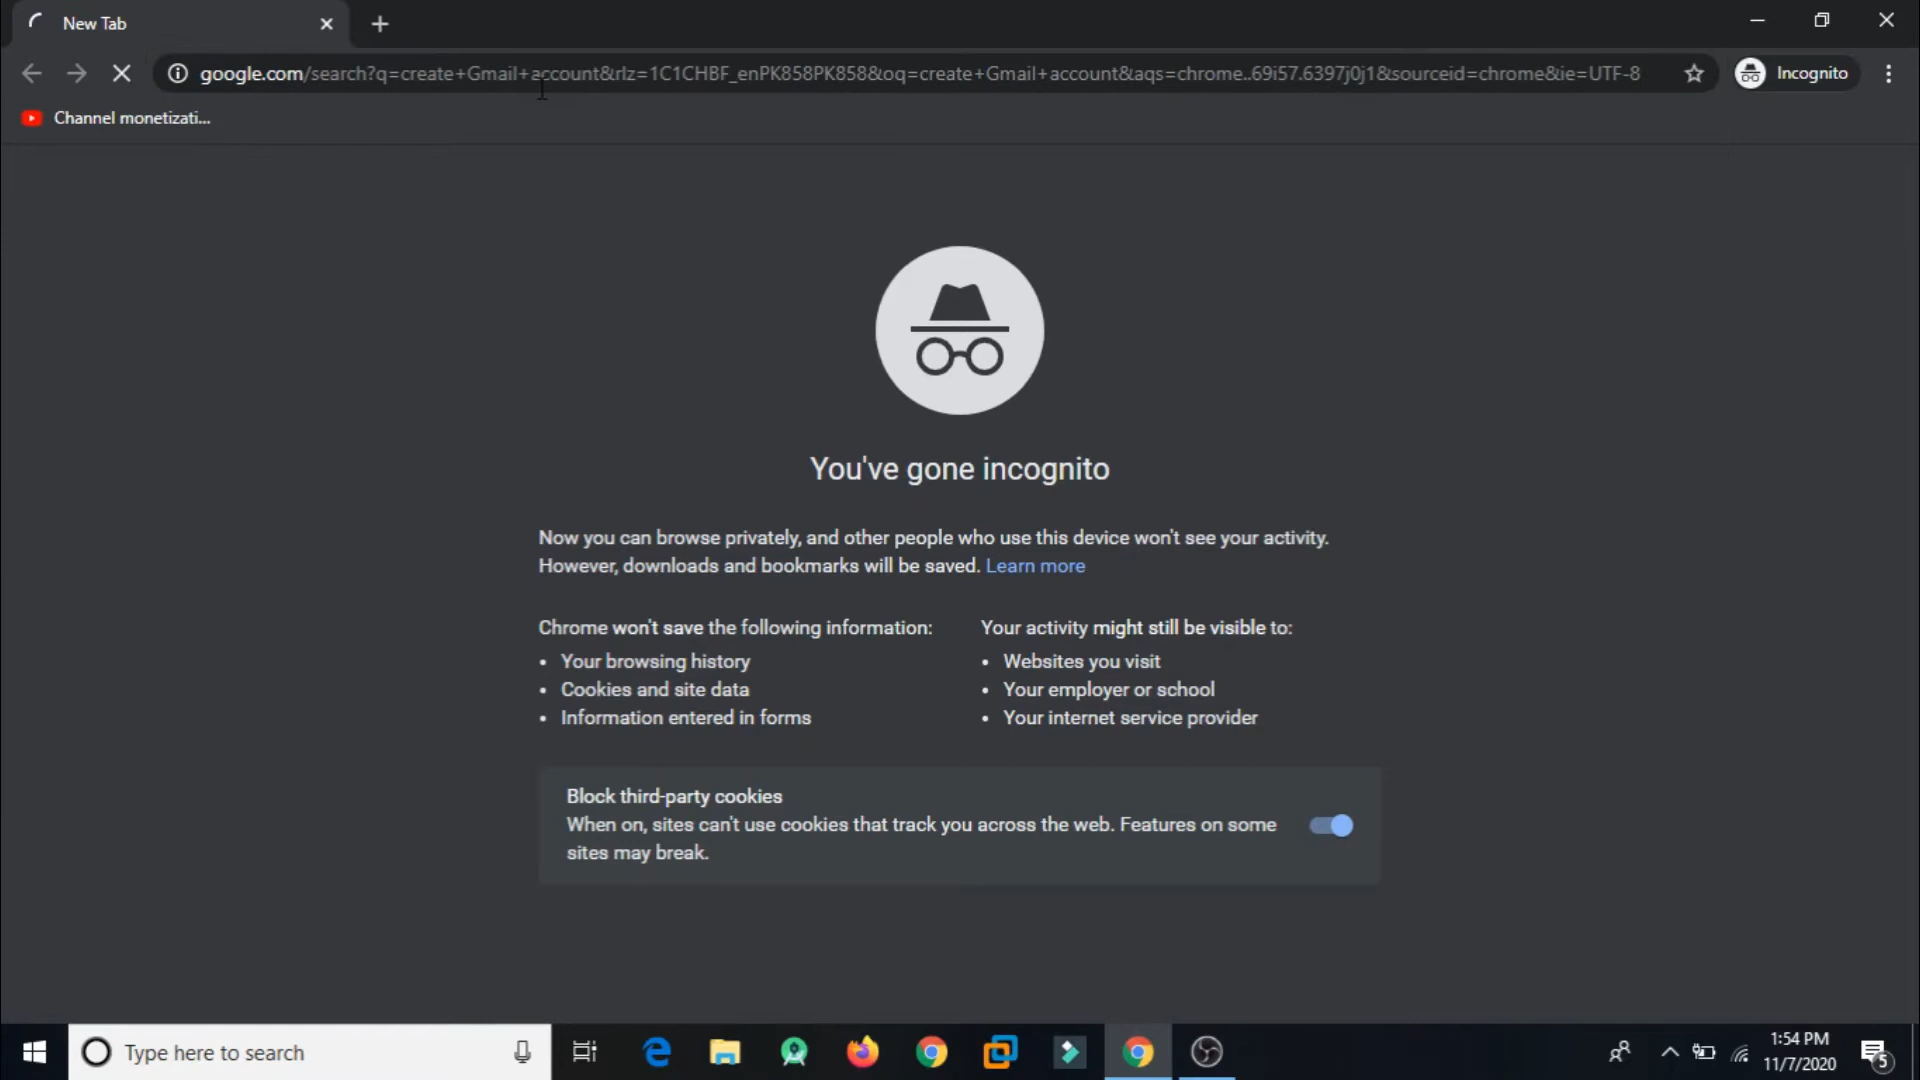 New Tab
google.com/search?q=create+Gmail+account&rlz=1C1CHBF_enPK858PK858&oq=create+Gmail+account&aqs=chrome..69i57.6397j0j1&sourceid=chrome&ie=UTF-8
Incognito
Channel monetizati...
You've gone incognito
Now you can browse privately, and other people who use this device won't see your activity.
However, downloads and bookmarks will be saved. Learn more
Chrome won't save the following information:
Your browsing history
Cookies and site data
Information entered in forms
Your activity might still be visible to:
Websites you visit
Your employer or school
Your internet service provider
Block third-party cookies
When on, sites can't use cookies that track you across the web. Features on some
sites may break.
Type here to search
1:54 PM
11/7/2020
5